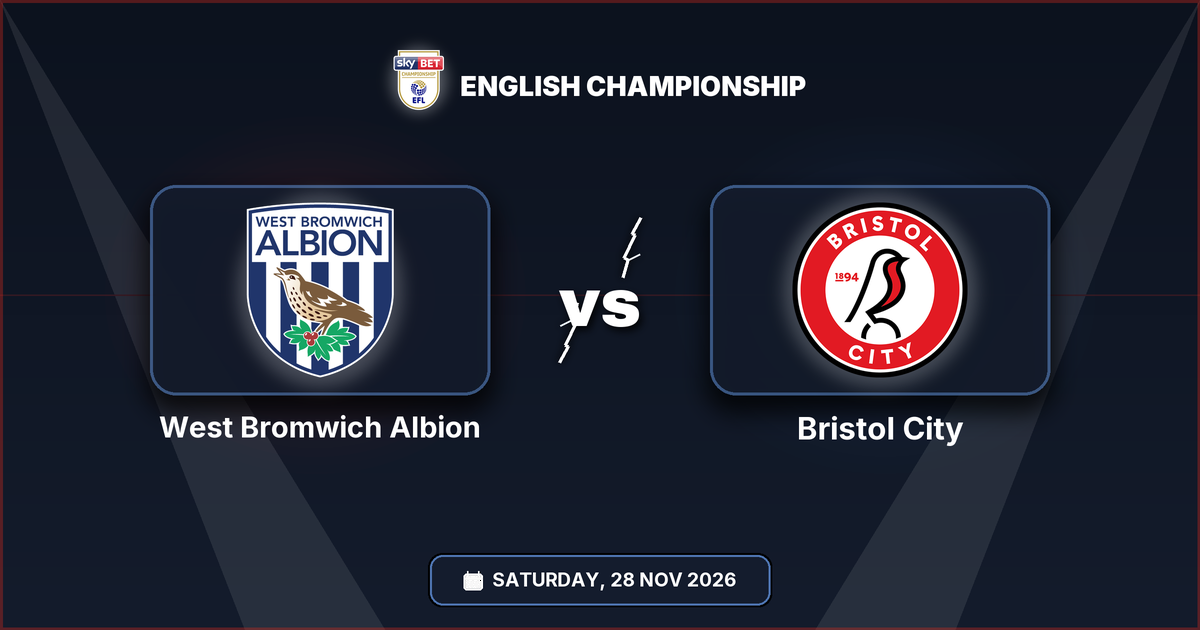 sky BET
CHAMPIONSHIP
EFL
ENGLISH CHAMPIONSHIP
WEST BROMWICH
ALBION
vs
BRISTOL
1894
CITY
West Bromwich Albion
Bristol City
SATURDAY, 28 NOV 2026